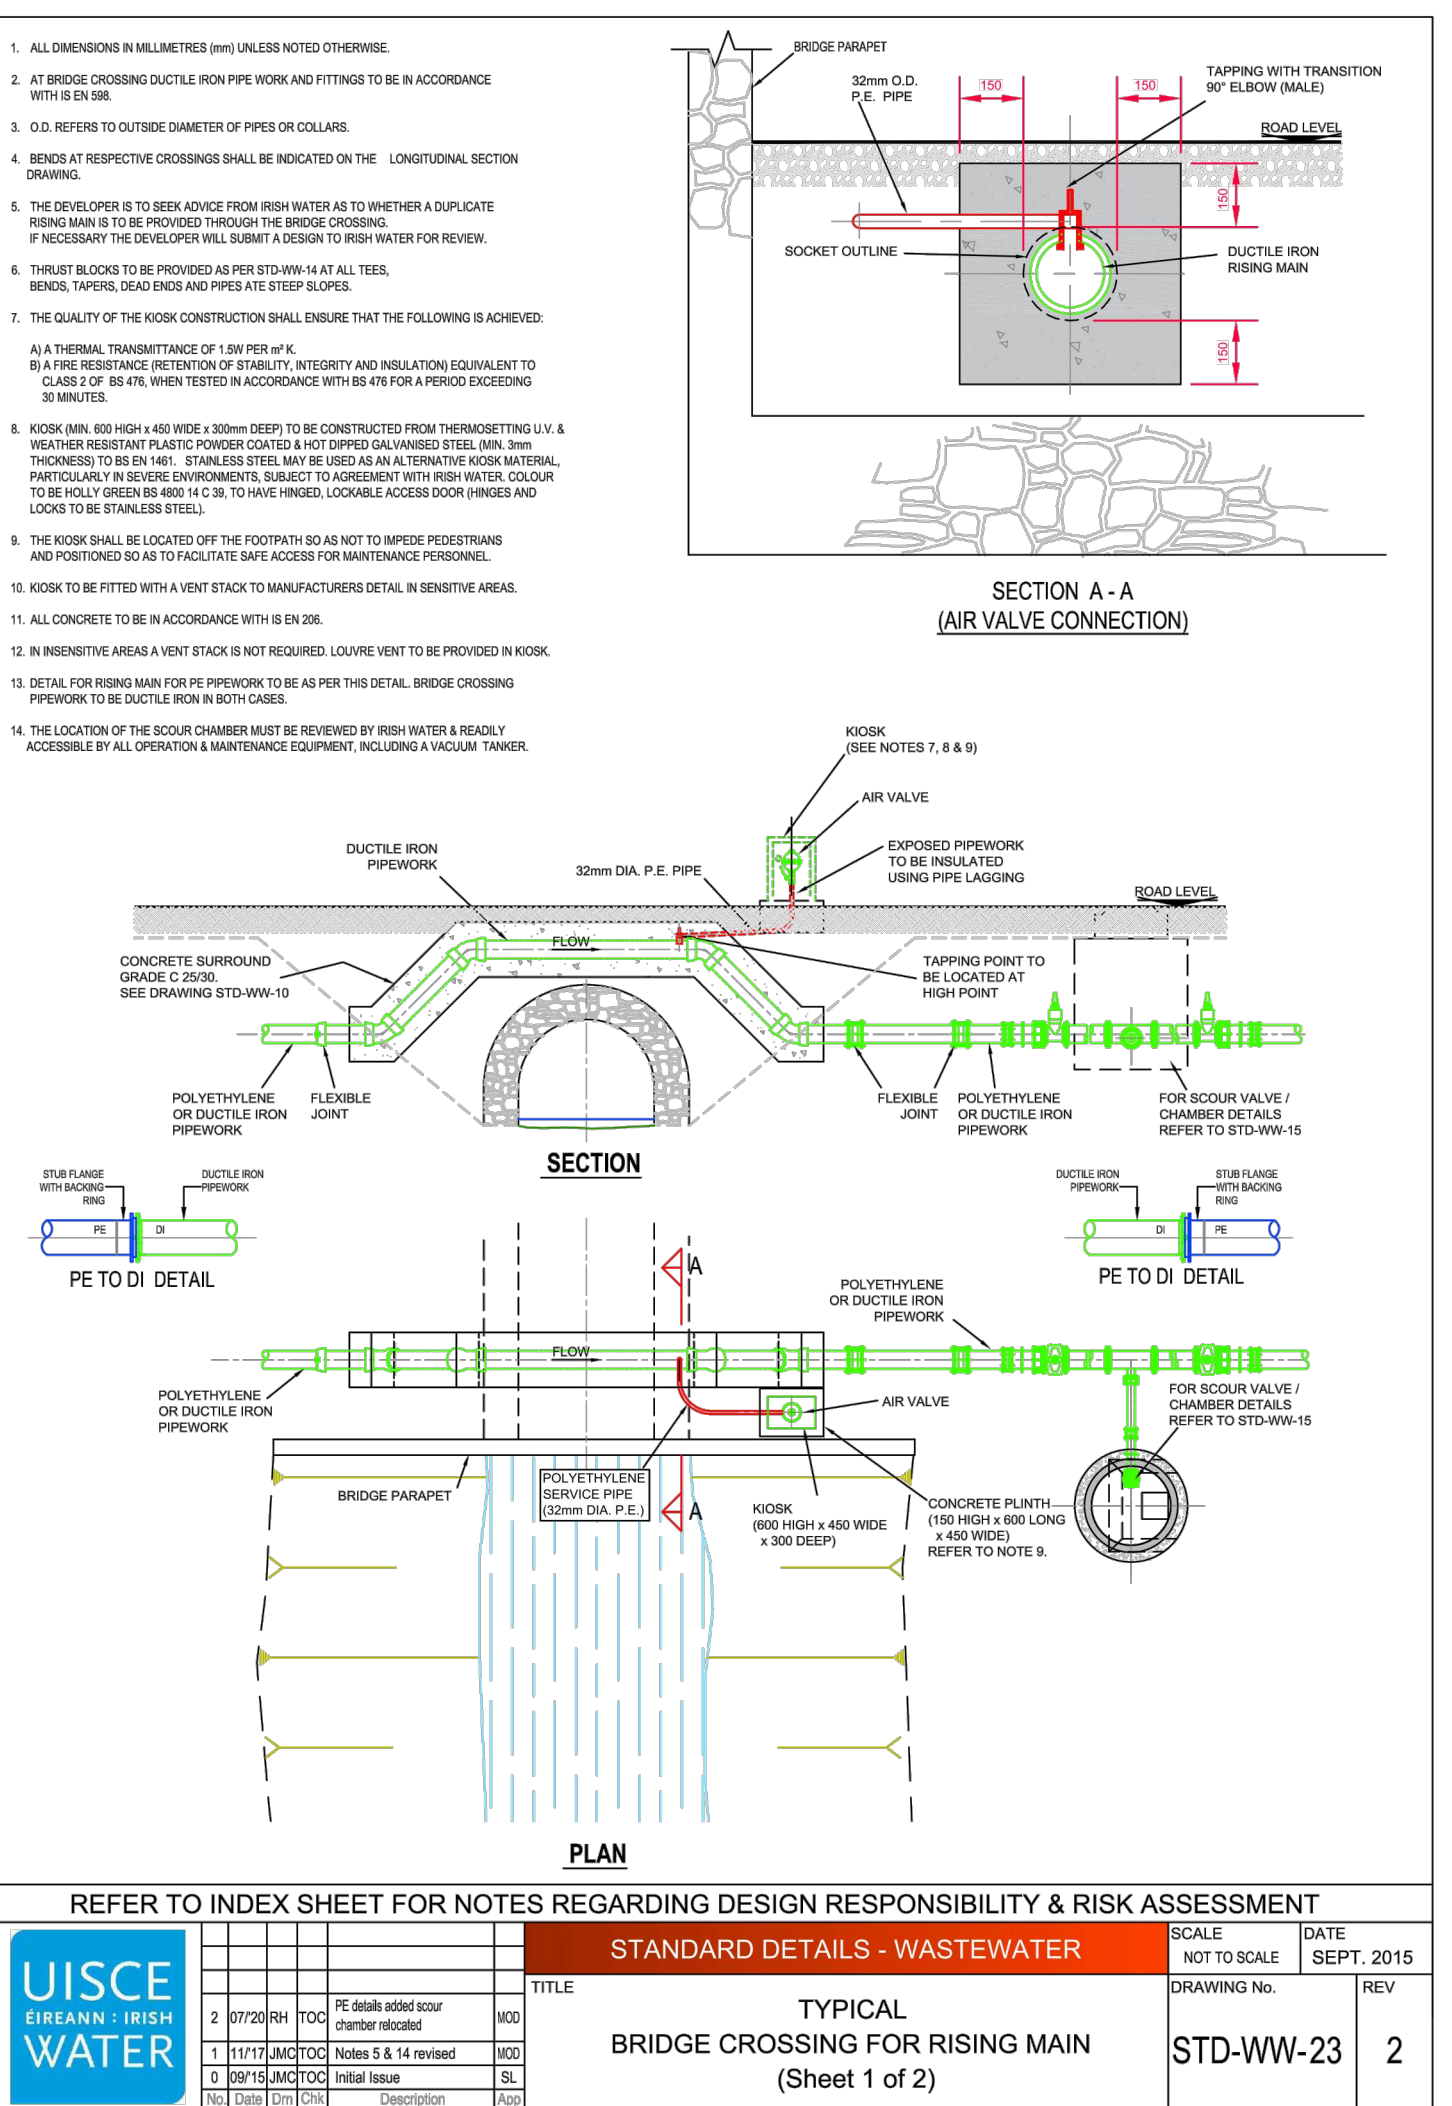 1. ALL DIMENSIONS IN MILLIMETRES (mm) UNLESS NOTED OTHERWISE.
2. AT BRIDGE CROSSING DUCTILE IRON PIPE WORK AND FITTINGS TO BE IN ACCORDANCE
WITH IS EN 598.
3. O.D. REFERS TO OUTSIDE DIAMETER OF PIPES OR COLLARS.
4. BENDS AT RESPECTIVE CROSSINGS SHALL BE INDICATED ON THE LONGITUDINAL SECTION
DRAWING.
5. THE DEVELOPER IS TO SEEK ADVICE FROM IRISH WATER AS TO WHETHER A DUPLICATE
RISING MAIN IS TO BE PROVIDED THROUGH THE BRIDGE CROSSING.
IF NECESSARY THE DEVELOPER WILL SUBMIT A DESIGN TO IRISH WATER FOR REVIEW.
6. THRUST BLOCKS TO BE PROVIDED AS PER STD-WW-14 AT ALL TEES,
BENDS, TAPERS, DEAD ENDS AND PIPES ATE STEEP SLOPES.
7. THE QUALITY OF THE KIOSK CONSTRUCTION SHALL ENSURE THAT THE FOLLOWING IS ACHIEVED:
A) A THERMAL TRANSMITTANCE OF 1.5W PER m² K.
B) A FIRE RESISTANCE (RETENTION OF STABILITY, INTEGRITY AND INSULATION) EQUIVALENT TO
CLASS 2 OF BS 476, WHEN TESTED IN ACCORDANCE WITH BS 476 FOR A PERIOD EXCEEDING
30 MINUTES.
8. KIOSK (MIN. 600 HIGH x 450 WIDE x 300mm DEEP) TO BE CONSTRUCTED FROM THERMOSETTING U.V. &
WEATHER RESISTANT PLASTIC POWDER COATED & HOT DIPPED GALVANISED STEEL (MIN. 3mm
THICKNESS) TO BS EN 1461. STAINLESS STEEL MAY BE USED AS AN ALTERNATIVE KIOSK MATERIAL,
PARTICULARLY IN SEVERE ENVIRONMENTS, SUBJECT TO AGREEMENT WITH IRISH WATER. COLOUR
TO BE HOLLY GREEN BS 4800 14 C 39, TO HAVE HINGED, LOCKABLE ACCESS DOOR (HINGES AND
LOCKS TO BE STAINLESS STEEL).
9. THE KIOSK SHALL BE LOCATED OFF THE FOOTPATH SO AS NOT TO IMPEDE PEDESTRIANS
AND POSITIONED SO AS TO FACILITATE SAFE ACCESS FOR MAINTENANCE PERSONNEL.
10. KIOSK TO BE FITTED WITH A VENT STACK TO MANUFACTURERS DETAIL IN SENSITIVE AREAS.
11. ALL CONCRETE TO BE IN ACCORDANCE WITH IS EN 206.
12. IN INSENSITIVE AREAS A VENT STACK IS NOT REQUIRED. LOUVRE VENT TO BE PROVIDED IN KIOSK.
13. DETAIL FOR RISING MAIN FOR PE PIPEWORK TO BE AS PER THIS DETAIL. BRIDGE CROSSING
PIPEWORK TO BE DUCTILE IRON IN BOTH CASES.
14. THE LOCATION OF THE SCOUR CHAMBER MUST BE REVIEWED BY IRISH WATER & READILY
ACCESSIBLE BY ALL OPERATION & MAINTENANCE EQUIPMENT, INCLUDING A VACUUM TANKER.
BRIDGE PARAPET
32mm O.D.
P.E. PIPE
150
150
TAPPING WITH TRANSITION
90° ELBOW (MALE)
ROAD LEVEL
150
SOCKET OUTLINE
DUCTILE IRON
RISING MAIN
150
SECTION A - A
(AIR VALVE CONNECTION)
KIOSK
(SEE NOTES 7, 8 & 9)
AIR VALVE
DUCTILE IRON
PIPEWORK
32mm DIA. P.E. PIPE
EXPOSED PIPEWORK
TO BE INSULATED
USING PIPE LAGGING
ROAD LEVEL
FLOW
CONCRETE SURROUND
GRADE C 25/30.
SEE DRAWING STD-WW-10
TAPPING POINT TO
BE LOCATED AT
HIGH POINT
POLYETHYLENE
OR DUCTILE IRON
PIPEWORK
FLEXIBLE
JOINT
FLEXIBLE
JOINT
POLYETHYLENE
OR DUCTILE IRON
PIPEWORK
FOR SCOUR VALVE /
CHAMBER DETAILS
REFER TO STD-WW-15
SECTION
STUB FLANGE
WITH BACKING
RING
DUCTILE IRON
PIPEWORK
PE
DI
PE TO DI DETAIL
DUCTILE IRON
PIPEWORK
STUB FLANGE
WITH BACKING
RING
DI
PE
PE TO DI DETAIL
A
POLYETHYLENE
OR DUCTILE IRON
PIPEWORK
FLOW
POLYETHYLENE
OR DUCTILE IRON
PIPEWORK
AIR VALVE
FOR SCOUR VALVE /
CHAMBER DETAILS
REFER TO STD-WW-15
BRIDGE PARAPET
POLYETHYLENE
SERVICE PIPE
(32mm DIA. P.E.)
A
KIOSK
(600 HIGH x 450 WIDE
x 300 DEEP)
CONCRETE PLINTH
(150 HIGH x 600 LONG
x 450 WIDE)
REFER TO NOTE 9.
PLAN
REFER TO INDEX SHEET FOR NOTES REGARDING DESIGN RESPONSIBILITY & RISK ASSESSMENT
UISCE
ÉIREANN : IRISH
WATER
2 07/'20 RH TOC PE details added scour chamber relocated MOD
1 11/'17 JMC TOC Notes 5 & 14 revised MOD
0 09/'15 JMC TOC Initial Issue SL
No. Date Drn Chk Description App
STANDARD DETAILS - WASTEWATER
TITLE
TYPICAL
BRIDGE CROSSING FOR RISING MAIN
(Sheet 1 of 2)
SCALE
NOT TO SCALE
DATE
SEPT. 2015
DRAWING No.
STD-WW-23
REV
2